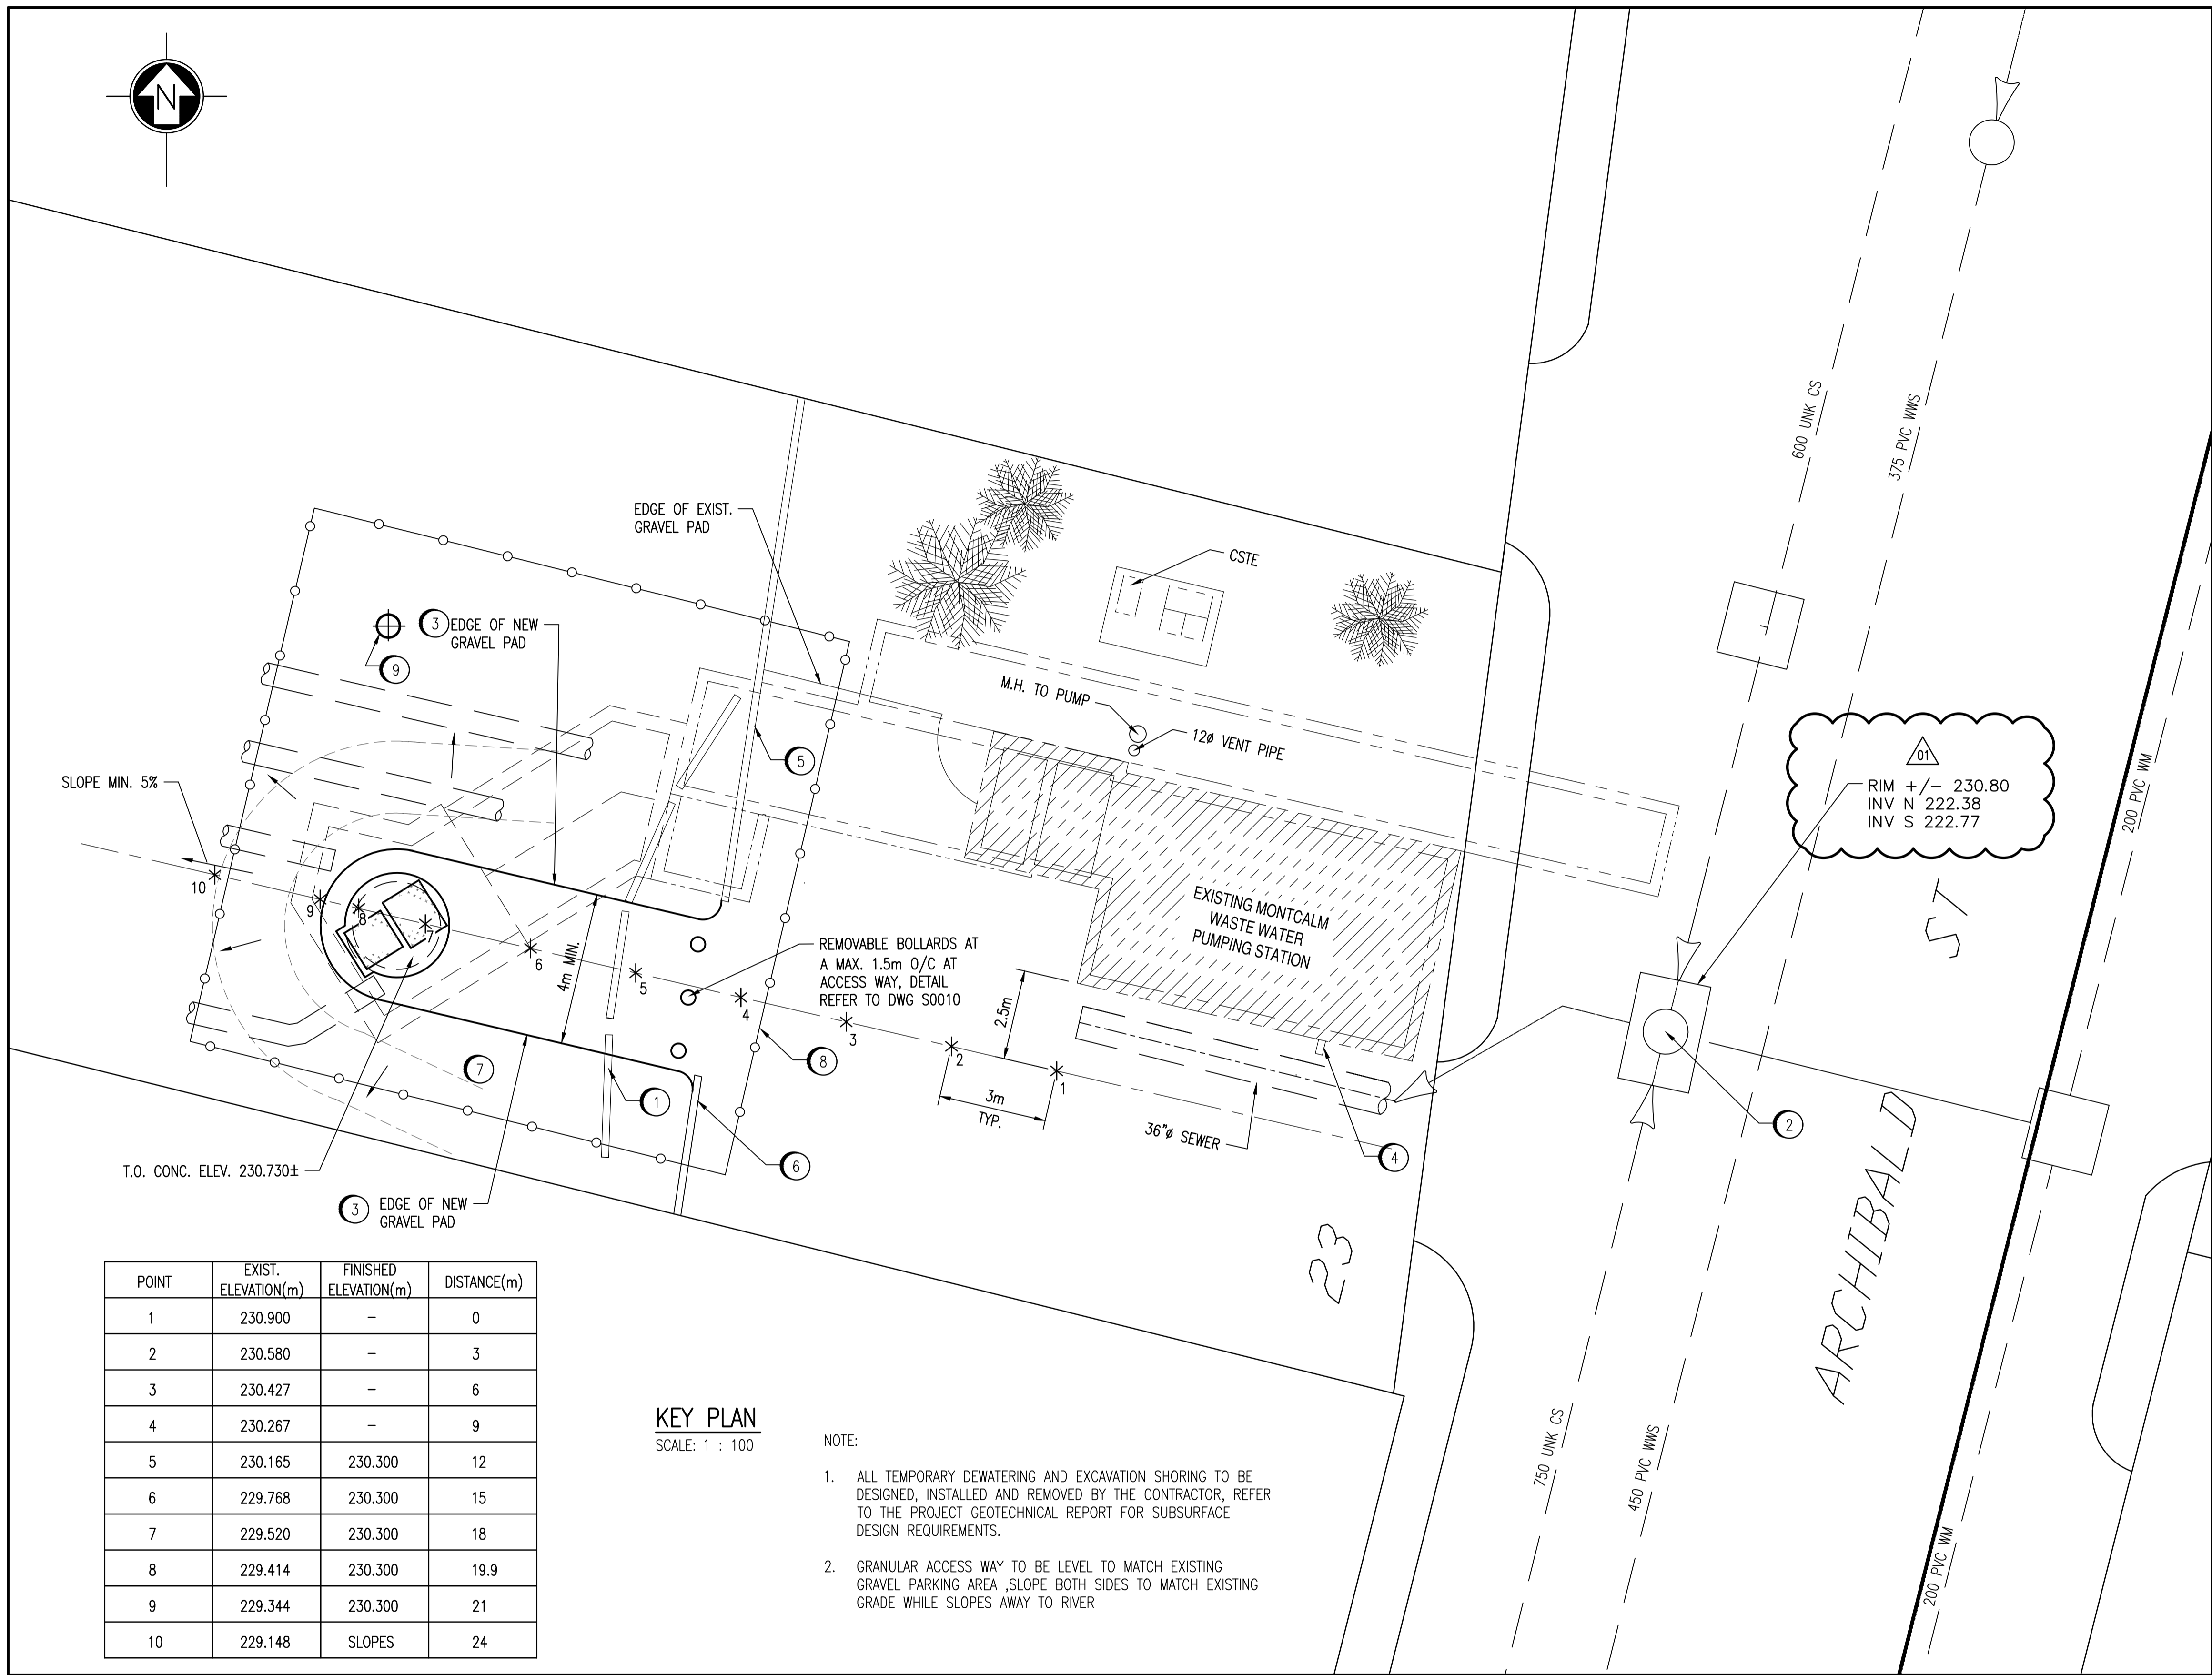 N
600 UNK CS
375 PVC WWS
EDGE OF EXIST.
GRAVEL PAD
CSTE
3 EDGE OF NEW
GRAVEL PAD
9
M.H. TO PUMP
12ø VENT PIPE
5
SLOPE MIN. 5%
01
RIM +/- 230.80
INV N 222.38
INV S 222.77
200 PVC WM
10
9
8
7
6
5
4
3
2
1
4m MIN.
REMOVABLE BOLLARDS AT
A MAX. 1.5m O/C AT
ACCESS WAY, DETAIL
REFER TO DWG S0010
EXISTING MONTCALM
WASTE WATER
PUMPING STATION
2.5m
3m
TYP.
36"ø SEWER
7
8
1
6
4
2
T.O. CONC. ELEV. 230.730±
3 EDGE OF NEW
GRAVEL PAD
23
ARCHIBALD ST
750 UNK CS
450 PVC WWS
200 PVC WM
POINT EXIST. ELEVATION(m) FINISHED ELEVATION(m) DISTANCE(m)
1 230.900 – 0
2 230.580 – 3
3 230.427 – 6
4 230.267 – 9
5 230.165 230.300 12
6 229.768 230.300 15
7 229.520 230.300 18
8 229.414 230.300 19.9
9 229.344 230.300 21
10 229.148 SLOPES 24
KEY PLAN
SCALE: 1 : 100
NOTE:
1. ALL TEMPORARY DEWATERING AND EXCAVATION SHORING TO BE
DESIGNED, INSTALLED AND REMOVED BY THE CONTRACTOR, REFER
TO THE PROJECT GEOTECHNICAL REPORT FOR SUBSURFACE
DESIGN REQUIREMENTS.
2. GRANULAR ACCESS WAY TO BE LEVEL TO MATCH EXISTING
GRAVEL PARKING AREA ,SLOPE BOTH SIDES TO MATCH EXISTING
GRADE WHILE SLOPES AWAY TO RIVER